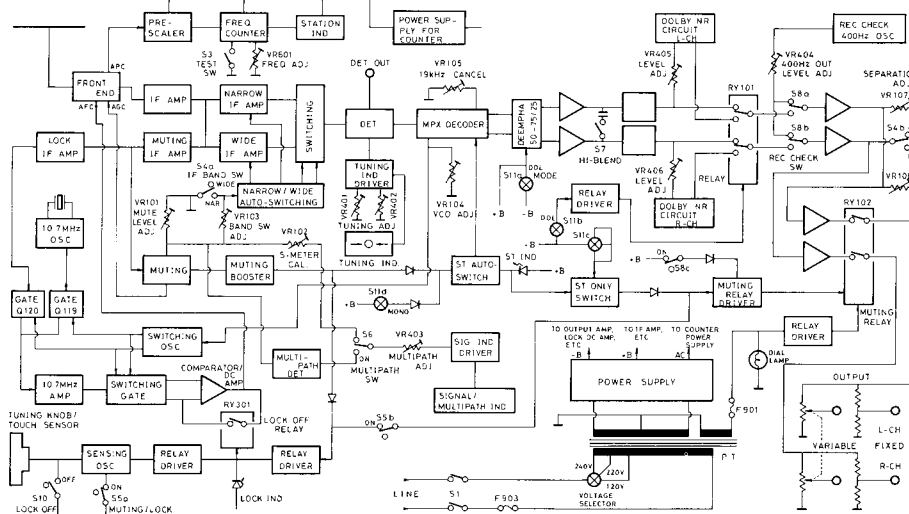 PRE-
SCALER
FREQ
COUNTER
STATION
IND
POWER SUP-
PLY FOR
COUNTER
DOLBY NR
CIRCUIT
L-CH
REC CHECK
400Hz OSC
S3
TEST
SW
VR601
FREQ ADJ
DET OUT
VR105
19kHz CANCEL
VR405
LEVEL
ADJ
VR404
400Hz OUT
LEVEL ADJ
SEPARATIO
ADJ
VR107
APC
FRONT
END
AFC
AGC
IF AMP
NARROW
IF AMP
SWITCHING
DET
MPX DECODER
DEEMPHA
50-75/25
S7
HI-BLEND
RY101
S8a
S8b
S4b
REC CHECK
SW
LOCK
IF AMP
MUTING
IF AMP
WIDE
IF AMP
S4a
IF BAND SW
WIDE
NAR
NARROW/WIDE
AUTO-SWITCHING
TUNING
IND
DRIVER
VR401
VR402
TUNING ADJ
TUNING IND.
VR104
VCO ADJ
S11a
DDL
MODE
+B
-B
VR406
LEVEL
ADJ
RELAY
DOLBY NR
CIRCUIT
R-CH
VR101
MUTE
LEVEL
ADJ
VR103
BAND SW
ADJ
VR102
S-METER
CAL.
10.7MHz
OSC
DDL
S11b
-B
RELAY
DRIVER
S11c
RY102
MUTING
MUTING
BOOSTER
ST AUTO-
SWITCH
ST IND
+B
ST ONLY
SWITCH
+B
ON
S8c
MUTING
RELAY
DRIVER
MUTING
RELAY
GATE
Q120
GATE
Q119
S11d
+B
MONO
SWITCHING
OSC
S6
ON
MULTIPATH
SW
VR403
MULTIPATH
ADJ
SIG IND
DRIVER
TO OUTPUT AMP,
LOCK DC AMP,
ETC
-B
TO IF AMP,
ETC
+B
TO COUNTER
POWER
SUPPLY
AC
RELAY
DRIVER
DIAL
LAMP
MULTI-
PATH
DET
10.7MHz
AMP
SWITCHING
GATE
COMPARATOR/
DC
AMP
SIGNAL/
MULTIPATH IND
POWER SUPPLY
F901
OUTPUT
RY301
LOCK OFF
RELAY
ON
S5b
TUNING KNOB/
TOUCH SENSOR
SENSING
OSC
RELAY
DRIVER
RELAY
DRIVER
P.T
L-CH
VARIABLE
FIXED
R-CH
OFF
S10
LOCK OFF
ON
S5a
MUTING/LOCK
LOCK IND
LINE
S1
F903
240V
220V
120V
VOLTAGE
SELECTOR